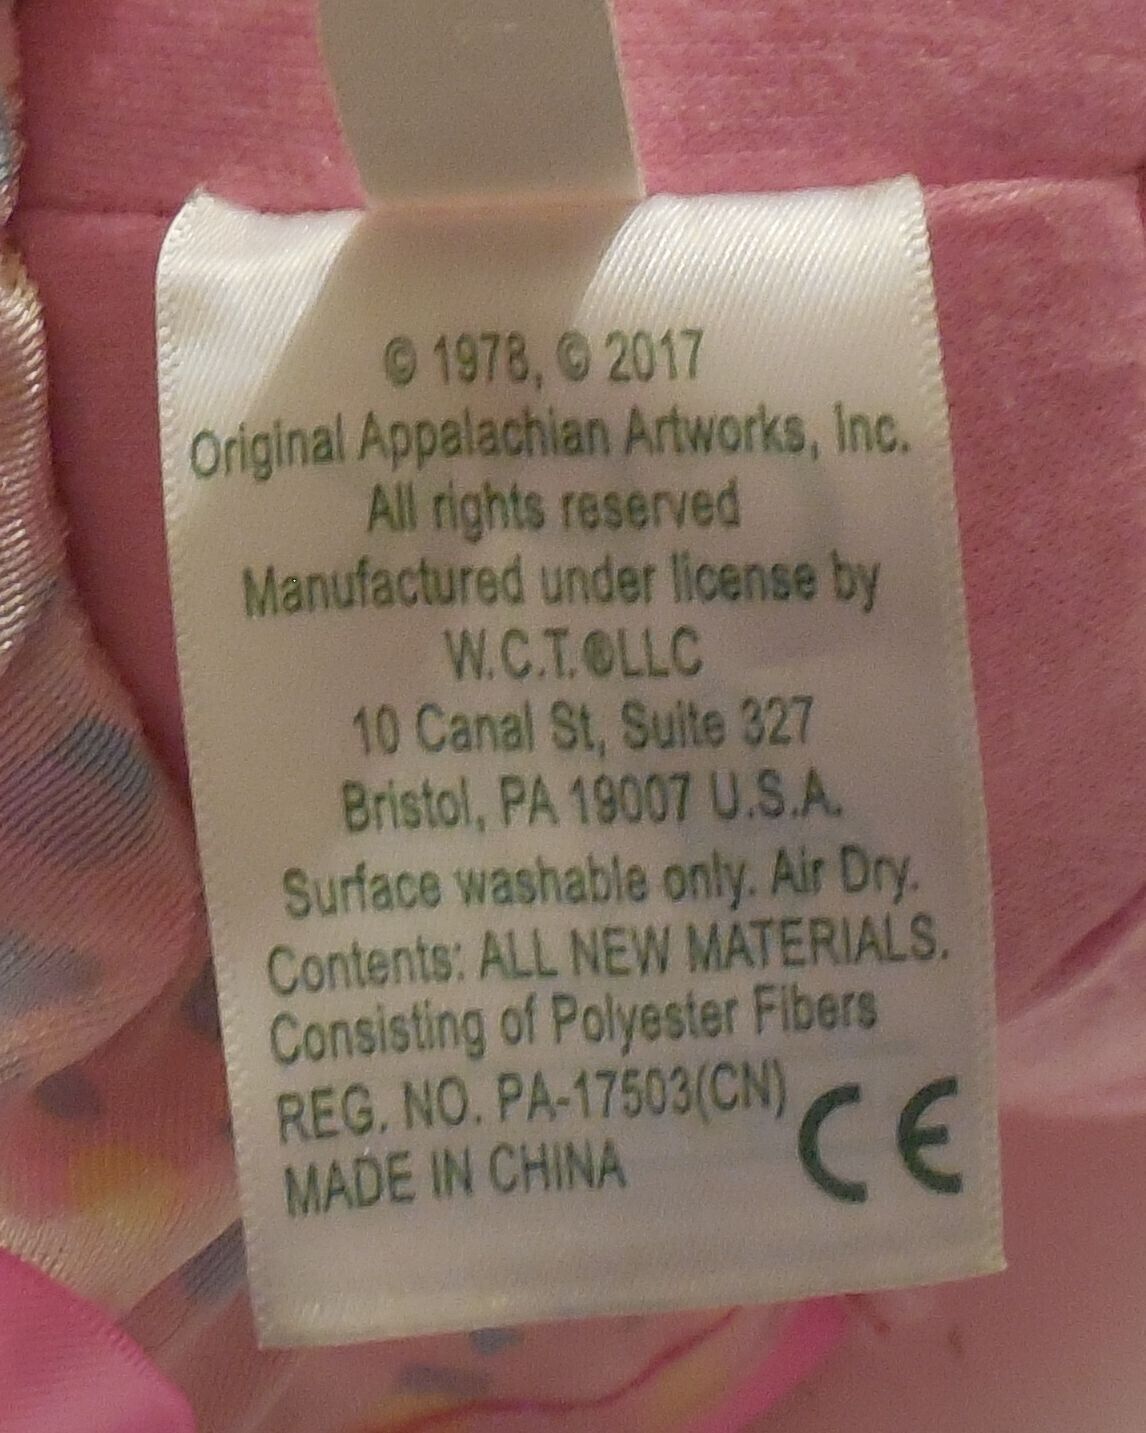 © 1978, © 2017
Original Appalachian Artworks, Inc.
All rights reserved
Manufactured under license by
W.C.T.®LLC
10 Canal St, Suite 327
Bristol, PA 19007 U.S.A.
Surface washable only. Air Dry.
Contents: ALL NEW MATERIALS.
Consisting of Polyester Fibers
REG. NO. PA-17503(CN)
MADE IN CHINA CE